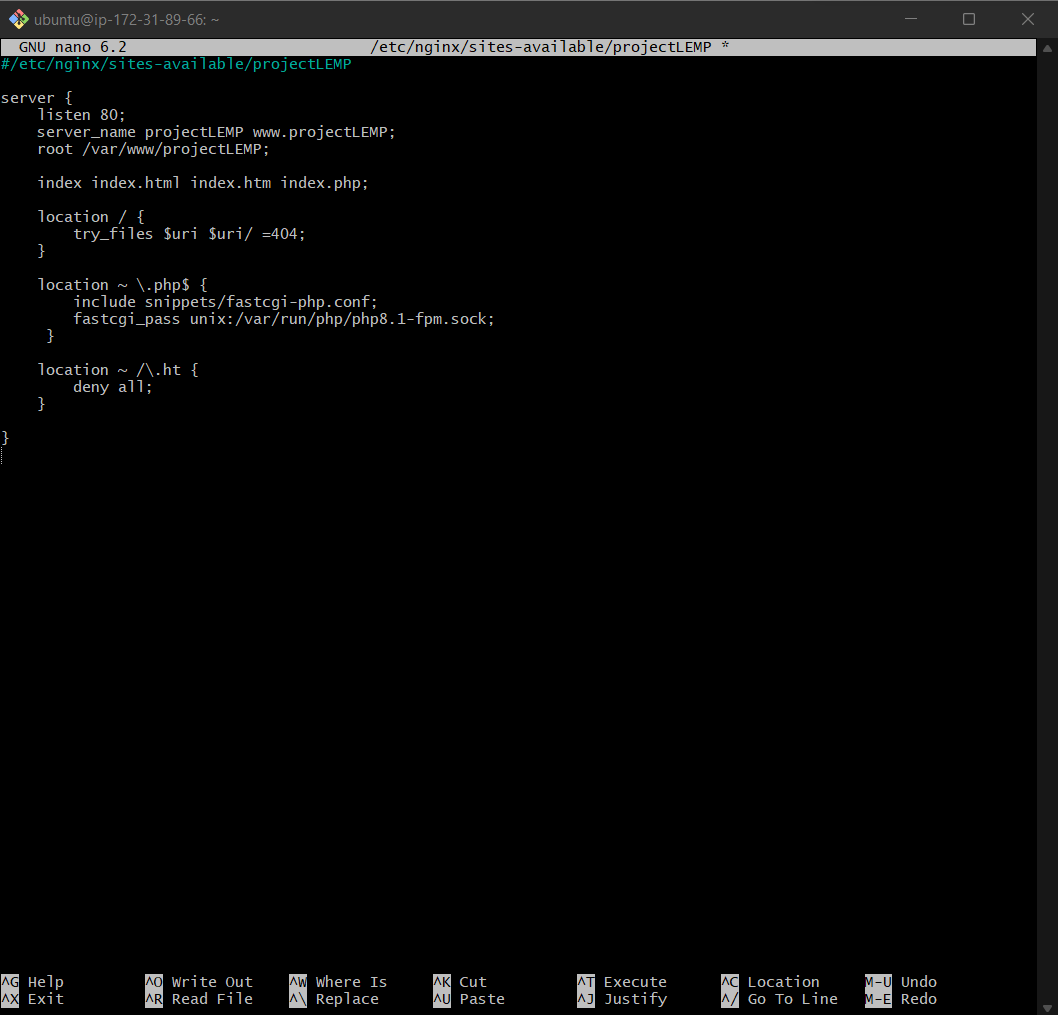 ubuntu@ip-172-31-89-66: ~
GNU nano 6.2 /etc/nginx/sites-available/projectLEMP *
#/etc/nginx/sites-available/projectLEMP
server {
listen 80;
server_name projectLEMP www.projectLEMP;
root /var/www/projectLEMP;
index index.html index.htm index.php;
location / {
try_files $uri $uri/ =404;
}
location ~ \.php$ {
include snippets/fastcgi-php.conf;
fastcgi_pass unix:/var/run/php/php8.1-fpm.sock;
}
location ~ /\.ht {
deny all;
}
}
^G Help ^O Write Out ^W Where Is ^K Cut ^T Execute ^C Location M-U Undo
^X Exit ^R Read File ^\ Replace ^U Paste ^J Justify ^/ Go To Line M-E Redo